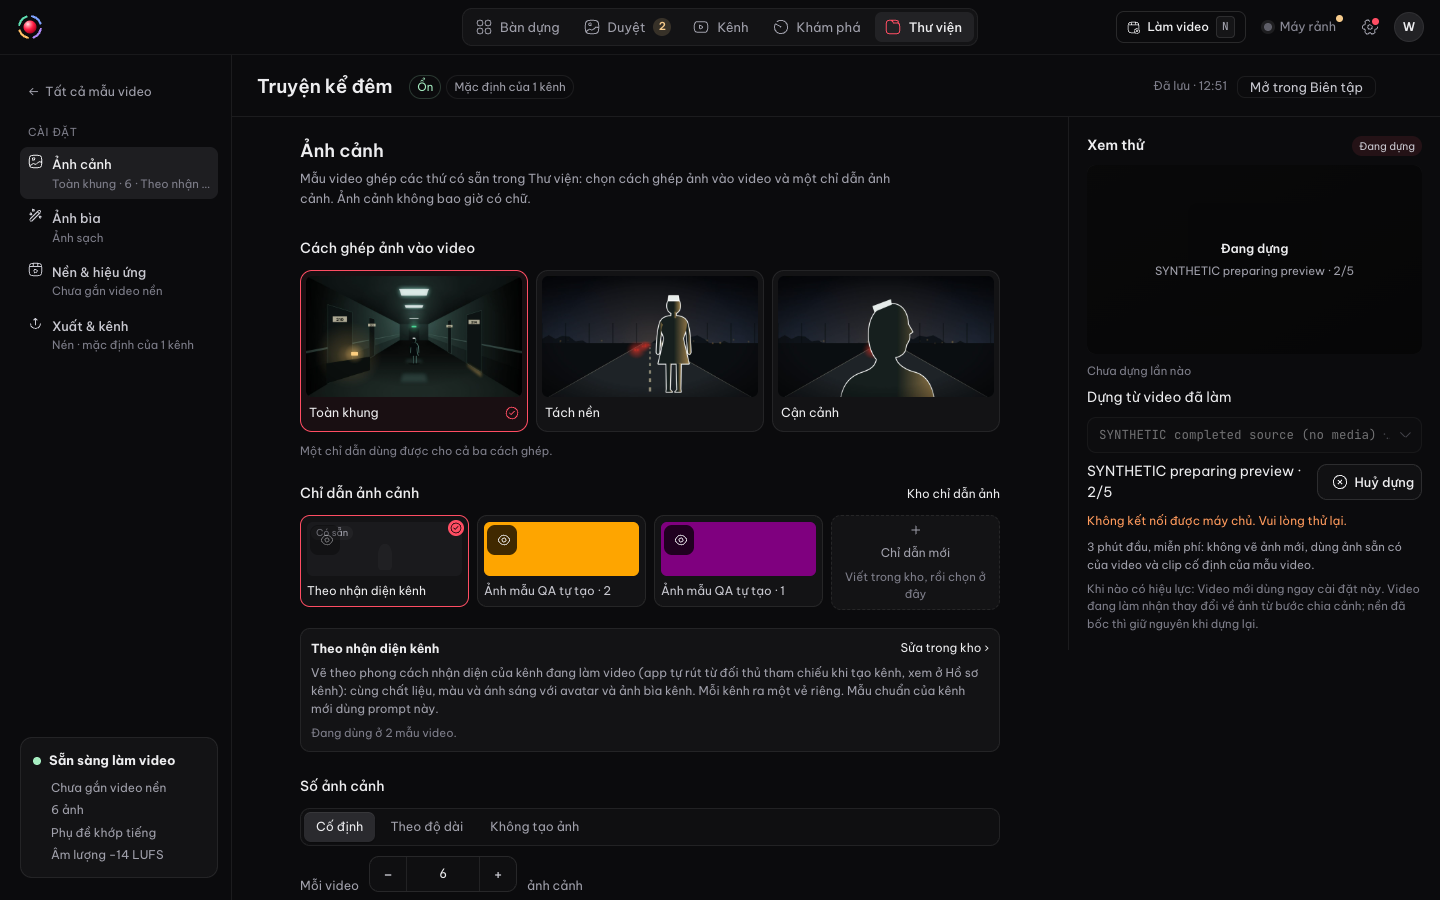 Bàn dựng
Duyệt 2
Kênh
Khám phá
Thư viện
Làm video N
Máy rảnh
W
← Tất cả mẫu video
CÀI ĐẶT
Ảnh cảnh
Toàn khung · 6 · Theo nhận ...
Ảnh bìa
Ảnh sạch
Nền & hiệu ứng
Chưa gắn video nền
Xuất & kênh
Nén · mặc định của 1 kênh
Sẵn sàng làm video
Chưa gắn video nền
6 ảnh
Phụ đề khớp tiếng
Âm lượng -14 LUFS
Truyện kể đêm
Ổn
Mặc định của 1 kênh
Đã lưu · 12:51
Mở trong Biên tập
Ảnh cảnh
Mẫu video ghép các thứ có sẵn trong Thư viện: chọn cách ghép ảnh vào video và một chỉ dẫn ảnh
cảnh. Ảnh cảnh không bao giờ có chữ.
Cách ghép ảnh vào video
Toàn khung
Tách nền
Cận cảnh
Một chỉ dẫn dùng được cho cả ba cách ghép.
Chỉ dẫn ảnh cảnh
Kho chỉ dẫn ảnh
Có sẵn
Theo nhận diện kênh
Ảnh mẫu QA tự tạo · 2
Ảnh mẫu QA tự tạo · 1
+
Chỉ dẫn mới
Viết trong kho, rồi chọn ở
đây
Theo nhận diện kênh
Sửa trong kho ›
Vẽ theo phong cách nhận diện của kênh đang làm video (app tự rút từ đối thủ tham chiếu khi tạo kênh, xem ở Hồ sơ
kênh): cùng chất liệu, màu và ánh sáng với avatar và ảnh bìa kênh. Mỗi kênh ra một vẻ riêng. Mẫu chuẩn của kênh
mới dùng prompt này.
Đang dùng ở 2 mẫu video.
Số ảnh cảnh
Cố định
Theo độ dài
Không tạo ảnh
Mỗi video − 6 + ảnh cảnh
Xem thử
Đang dựng
Đang dựng
SYNTHETIC preparing preview · 2/5
Chưa dựng lần nào
Dựng từ video đã làm
SYNTHETIC completed source (no media) ·
SYNTHETIC preparing preview ·
2/5
Huỷ dựng
Không kết nối được máy chủ. Vui lòng thử lại.
3 phút đầu, miễn phí: không vẽ ảnh mới, dùng ảnh sẵn có
của video và clip cố định của mẫu video.
Khi nào có hiệu lực: Video mới dùng ngay cài đặt này. Video
đang làm nhận thay đổi về ảnh từ bước chia cảnh; nền đã
bốc thì giữ nguyên khi dựng lại.